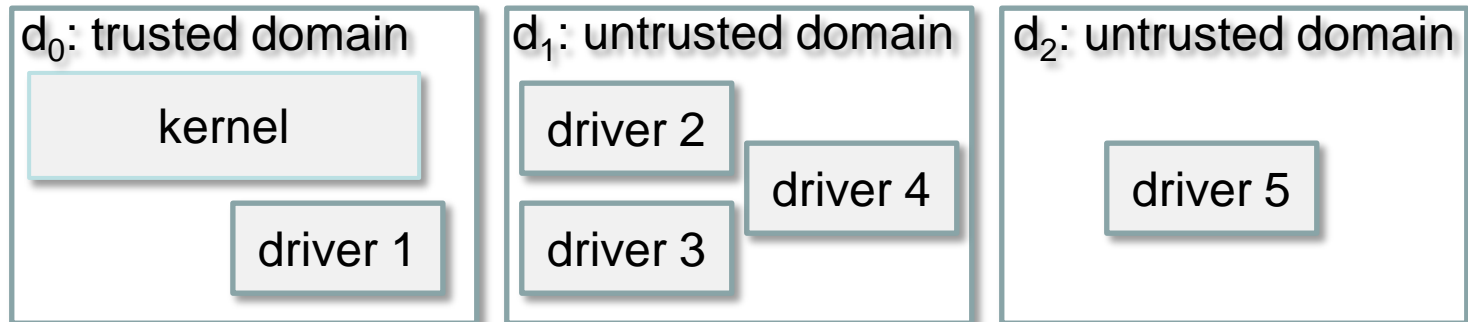 d₀: trusted domain
kernel
driver 1
d₁: untrusted domain
driver 2
driver 4
driver 3
d₂: untrusted domain
driver 5